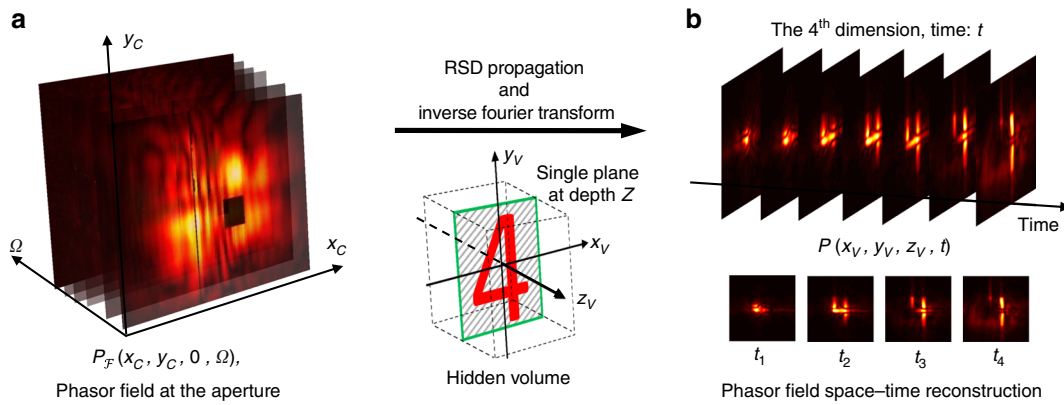 a
y_C
Ω
x_C
P_ℱ (x_C, y_C, 0, Ω),
Phasor field at the aperture
RSD propagation
and
inverse fourier transform
y_V
Single plane
at depth Z
x_V
4
z_V
Hidden volume
b
The 4th dimension, time: t
Time
P (x_V, y_V, z_V, t)
t_1 t_2 t_3 t_4
Phasor field space–time reconstruction